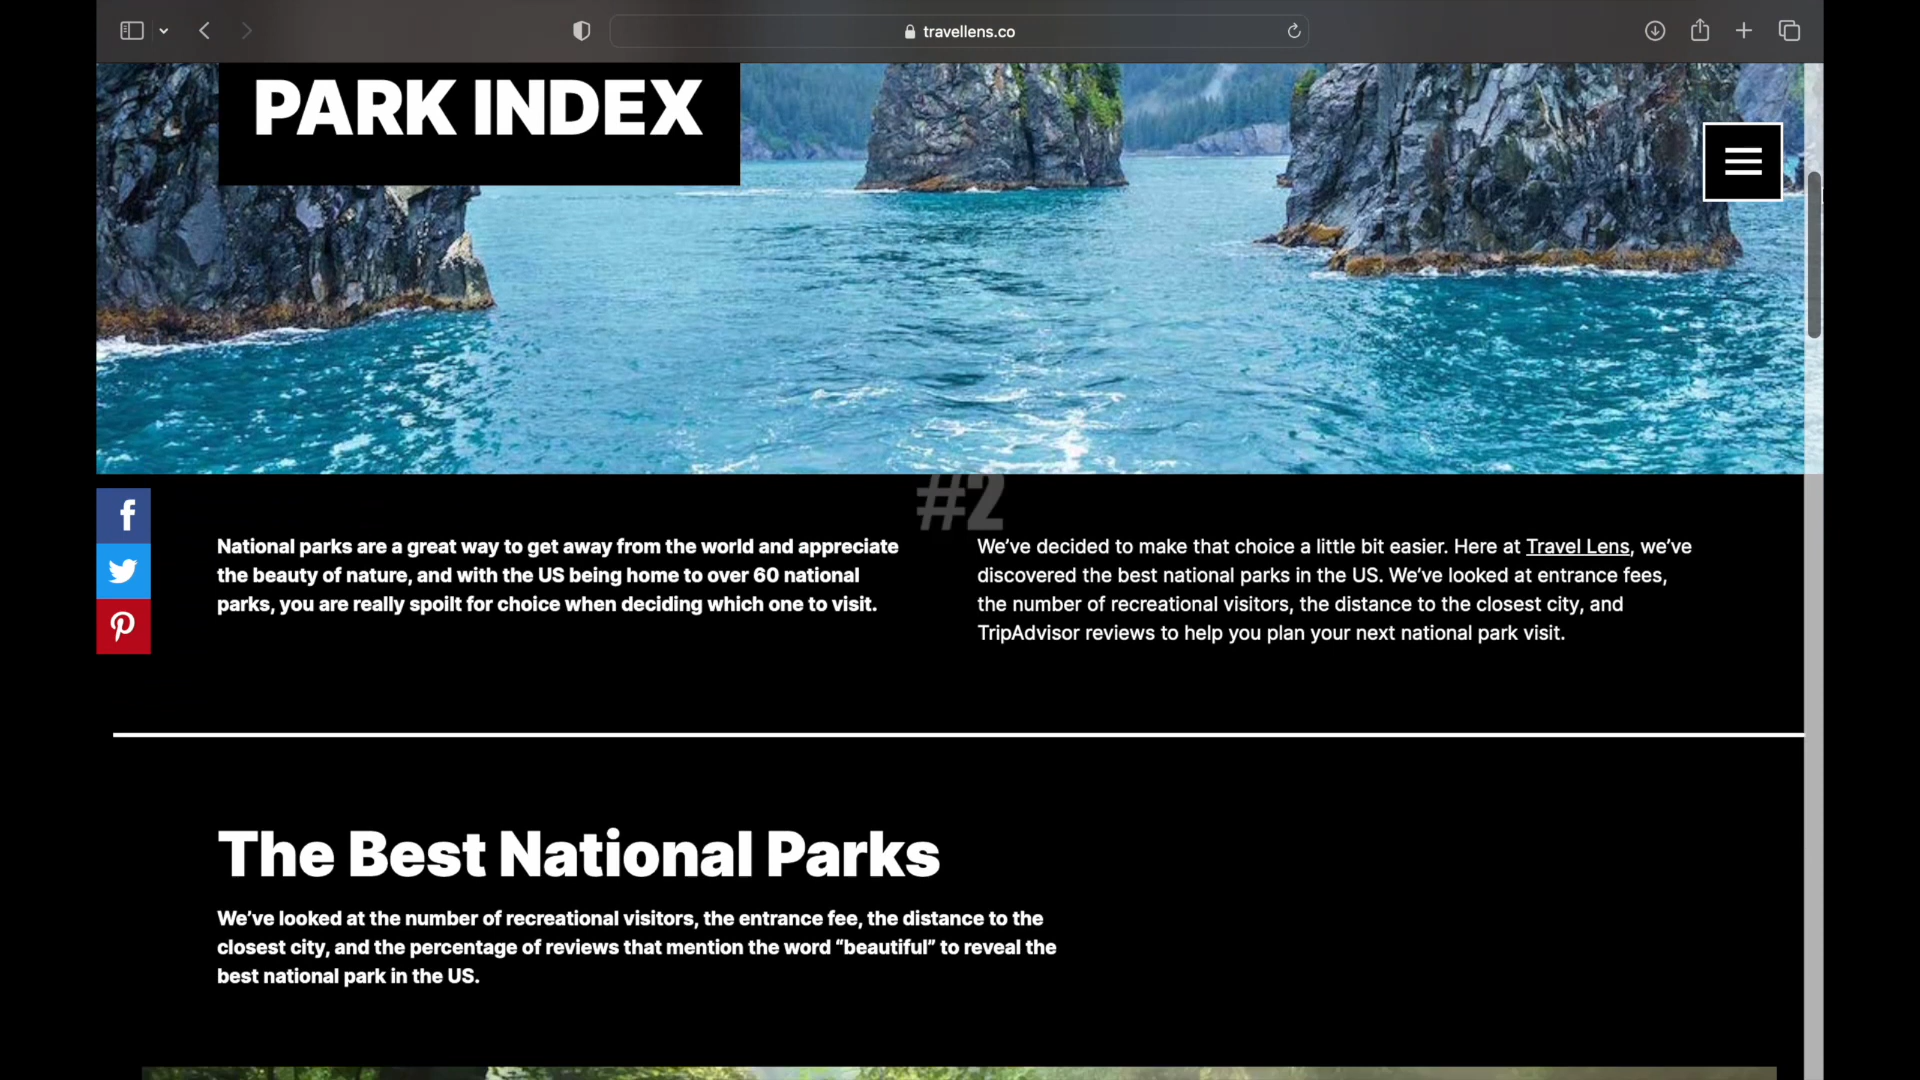 travellens.co
PARK INDEX
#2
National parks are a great way to get away from the world and appreciate
the beauty of nature, and with the US being home to over 60 national
parks, you are really spoilt for choice when deciding which one to visit.
We’ve decided to make that choice a little bit easier. Here at Travel Lens, we’ve
discovered the best national parks in the US. We’ve looked at entrance fees,
the number of recreational visitors, the distance to the closest city, and
TripAdvisor reviews to help you plan your next national park visit.
The Best National Parks
We’ve looked at the number of recreational visitors, the entrance fee, the distance to the
closest city, and the percentage of reviews that mention the word “beautiful” to reveal the
best national park in the US.